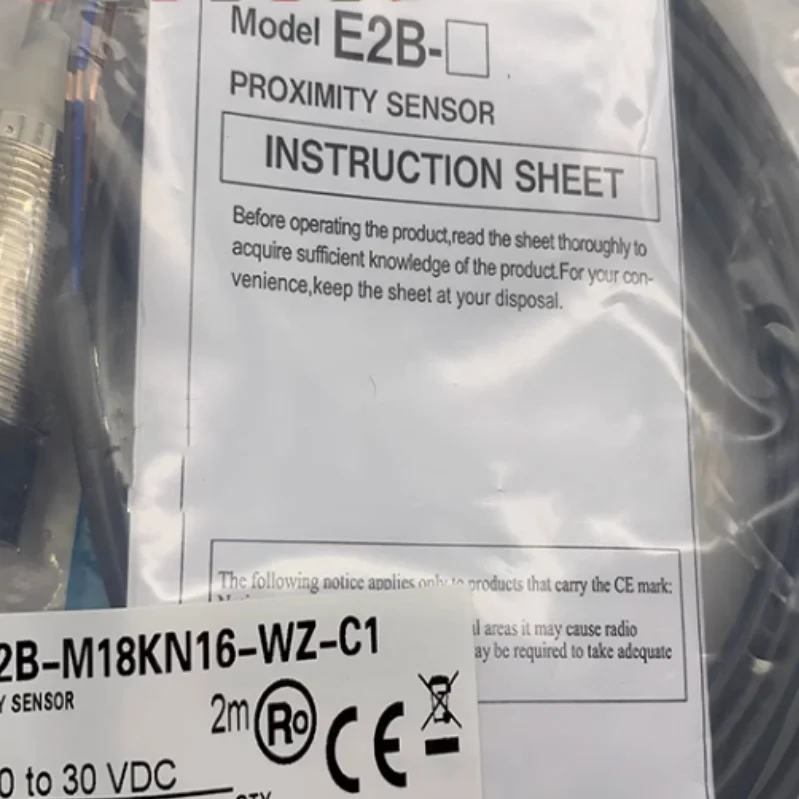 Model E2B-□
PROXIMITY SENSOR
INSTRUCTION SHEET
Before operating the product,read the sheet thoroughly to
acquire sufficient knowledge of the product.For your con-
venience,keep the sheet at your disposal.
The following notice applies only to products that carry the CE mark:
areas it may cause radio
be required to take adequate
2B-M18KN16-WZ-C1
SENSOR
2m Ro CE
0 to 30 VDC